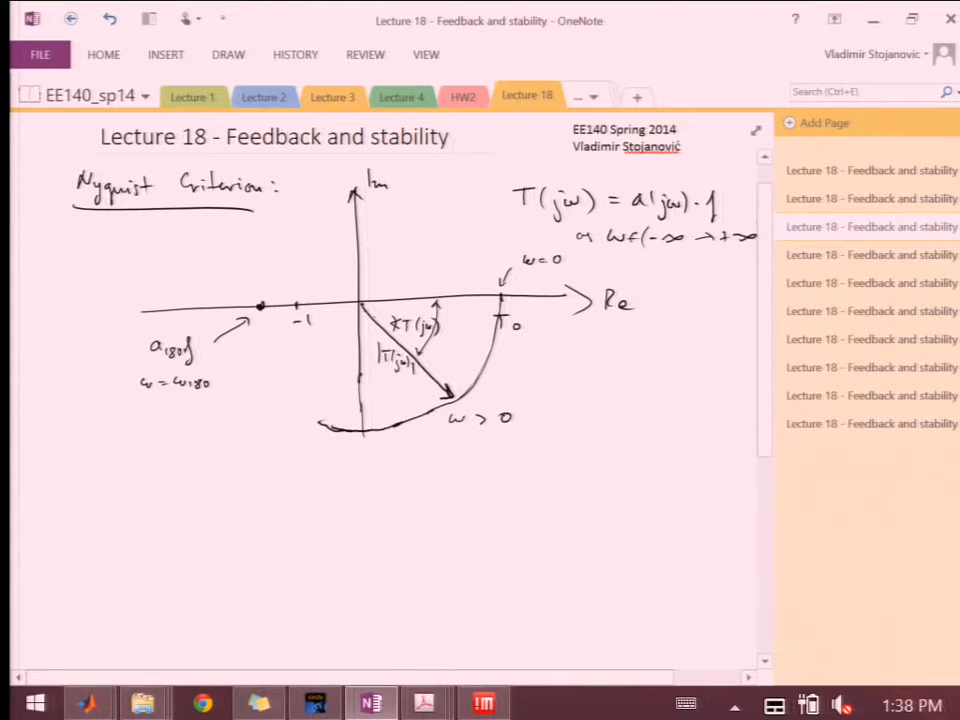 Lecture 18 - Feedback and stability - OneNote
?
FILE HOME INSERT DRAW HISTORY REVIEW VIEW
Vladimir Stojanovic
EE140_sp14 Lecture 1 Lecture 2 Lecture 3 Lecture 4 HW2 Lecture 18 ... +
Search (Ctrl+E)
Add Page
Lecture 18 - Feedback and stability
EE140 Spring 2014
Vladimir Stojanović
Nyquist Criterion:
Im
T(jω) = a(jω)·f
ω = 0
Re
-1
T0
∡T(jω)
|T(jω)|
a180f
ω = ω180
ω > 0
Lecture 18 - Feedback and stability
Lecture 18 - Feedback and stability
Lecture 18 - Feedback and stability
Lecture 18 - Feedback and stability
Lecture 18 - Feedback and stability
Lecture 18 - Feedback and stability
Lecture 18 - Feedback and stability
Lecture 18 - Feedback and stability
Lecture 18 - Feedback and stability
Lecture 18 - Feedback and stability
1:38 PM